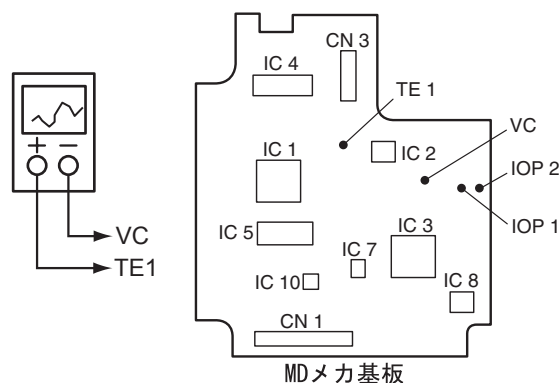 + −
VC
TE1
CN 3
IC 4
TE 1
VC
IC 1
IC 2
IOP 2
IOP 1
IC 5
IC 7
IC 3
IC 10
IC 8
CN 1
MDメカ基板